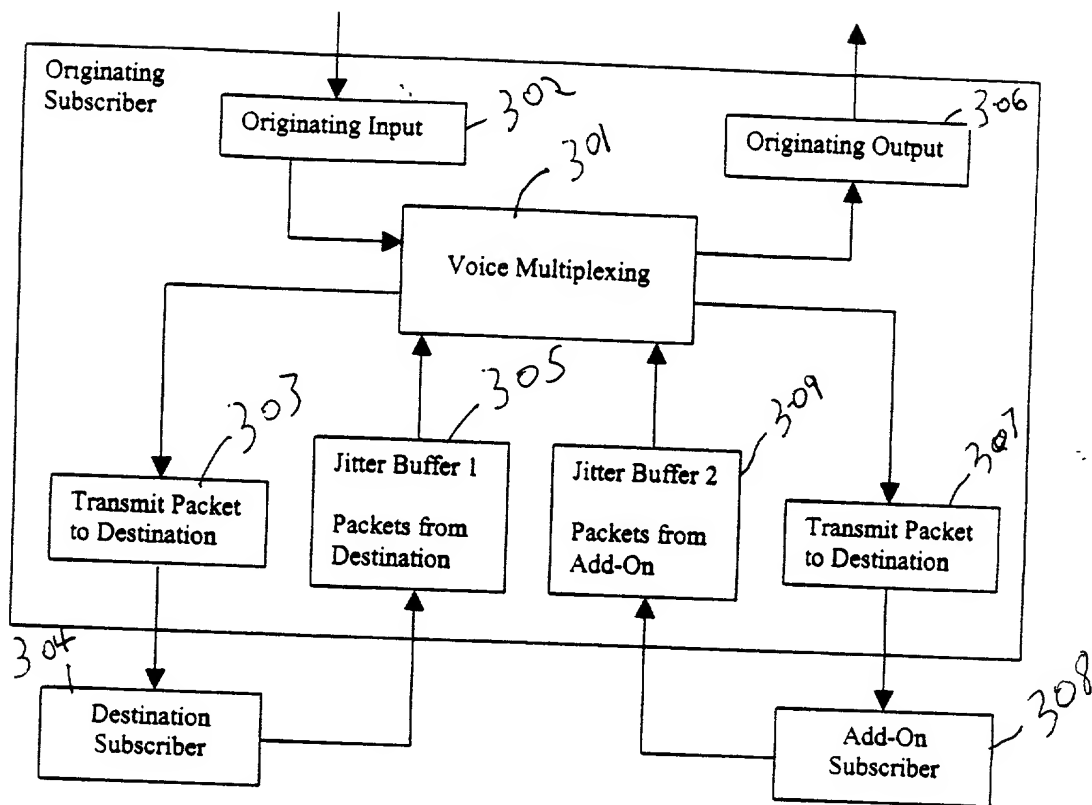 Originating
Subscriber
Originating Input
302
301
Originating Output
306
Voice Multiplexing
303
Transmit Packet
to Destination
305
Jitter Buffer 1
Packets from
Destination
309
Jitter Buffer 2
Packets from
Add-On
307
Transmit Packet
to Destination
304
Destination
Subscriber
Add-On
Subscriber
308